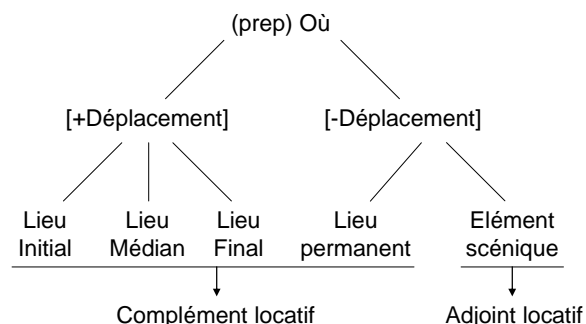 (prep) Où
[+Déplacement] [-Déplacement]
Lieu Lieu Lieu Lieu Elément
Initial Médian Final permanent scénique
Complément locatif Adjoint locatif